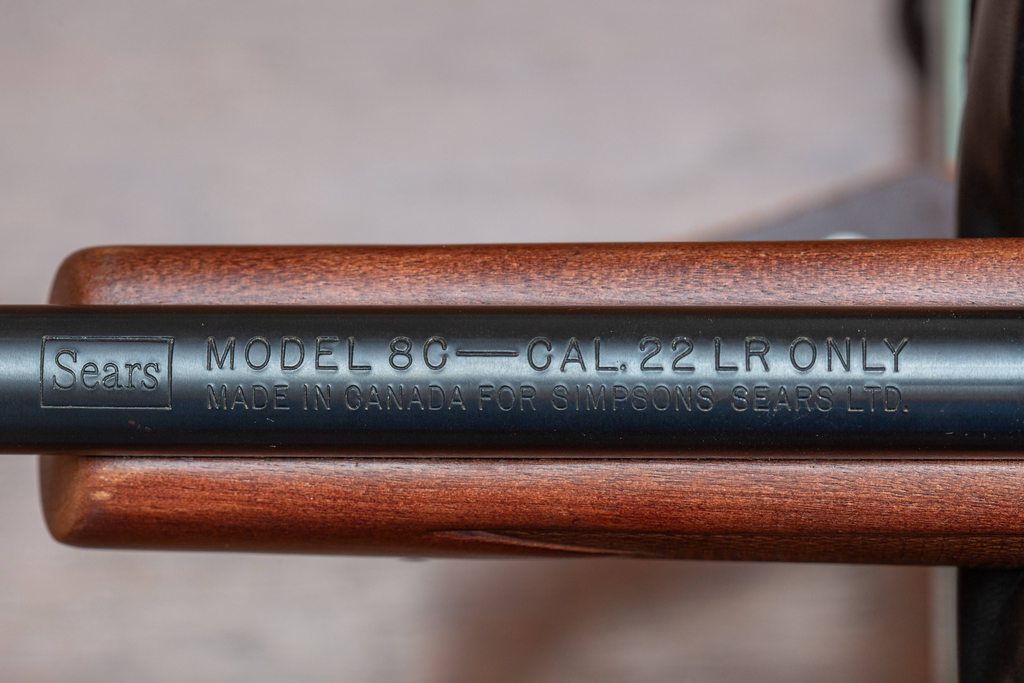 Sears
MODEL 8C—CAL. 22 LR ONLY
MADE IN CANADA FOR SIMPSONS SEARS LTD.